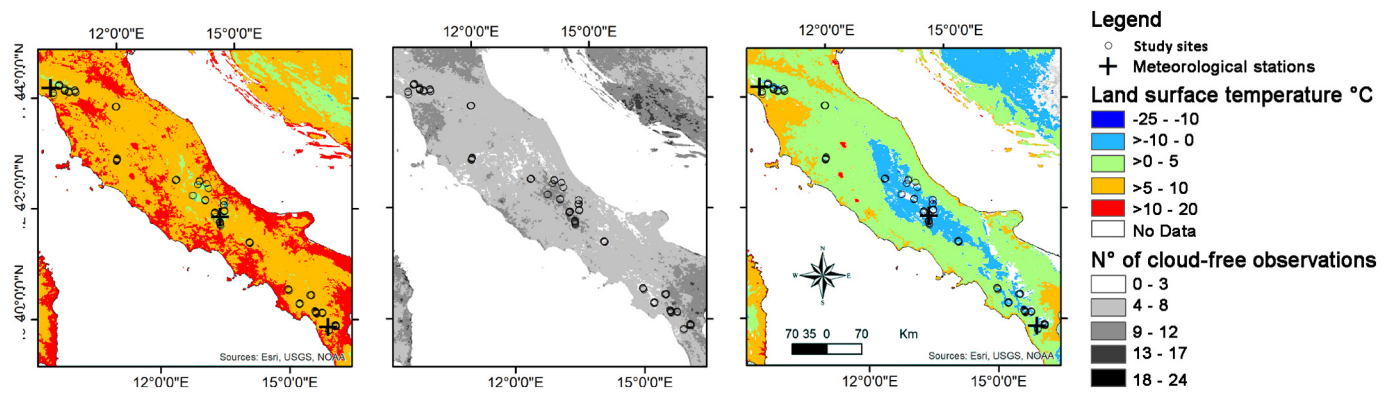 12°0'0"E 15°0'0"E
12°0'0"E 15°0'0"E
12°0'0"E 15°0'0"E
44°0'0"N
42°0'0"N
40°0'0"N
Sources: Esri, USGS, NOAA
12°0'0"E 15°0'0"E
12°0'0"E 15°0'0"E
N
W E
S
70 35 0 70 Km
Sources: Esri, USGS, NOAA
12°0'0"E 15°0'0"E
Legend
Study sites
Meteorological stations
Land surface temperature °C
-25 - -10
>-10 - 0
>0 - 5
>5 - 10
>10 - 20
No Data
N° of cloud-free observations
0 - 3
4 - 8
9 - 12
13 - 17
18 - 24